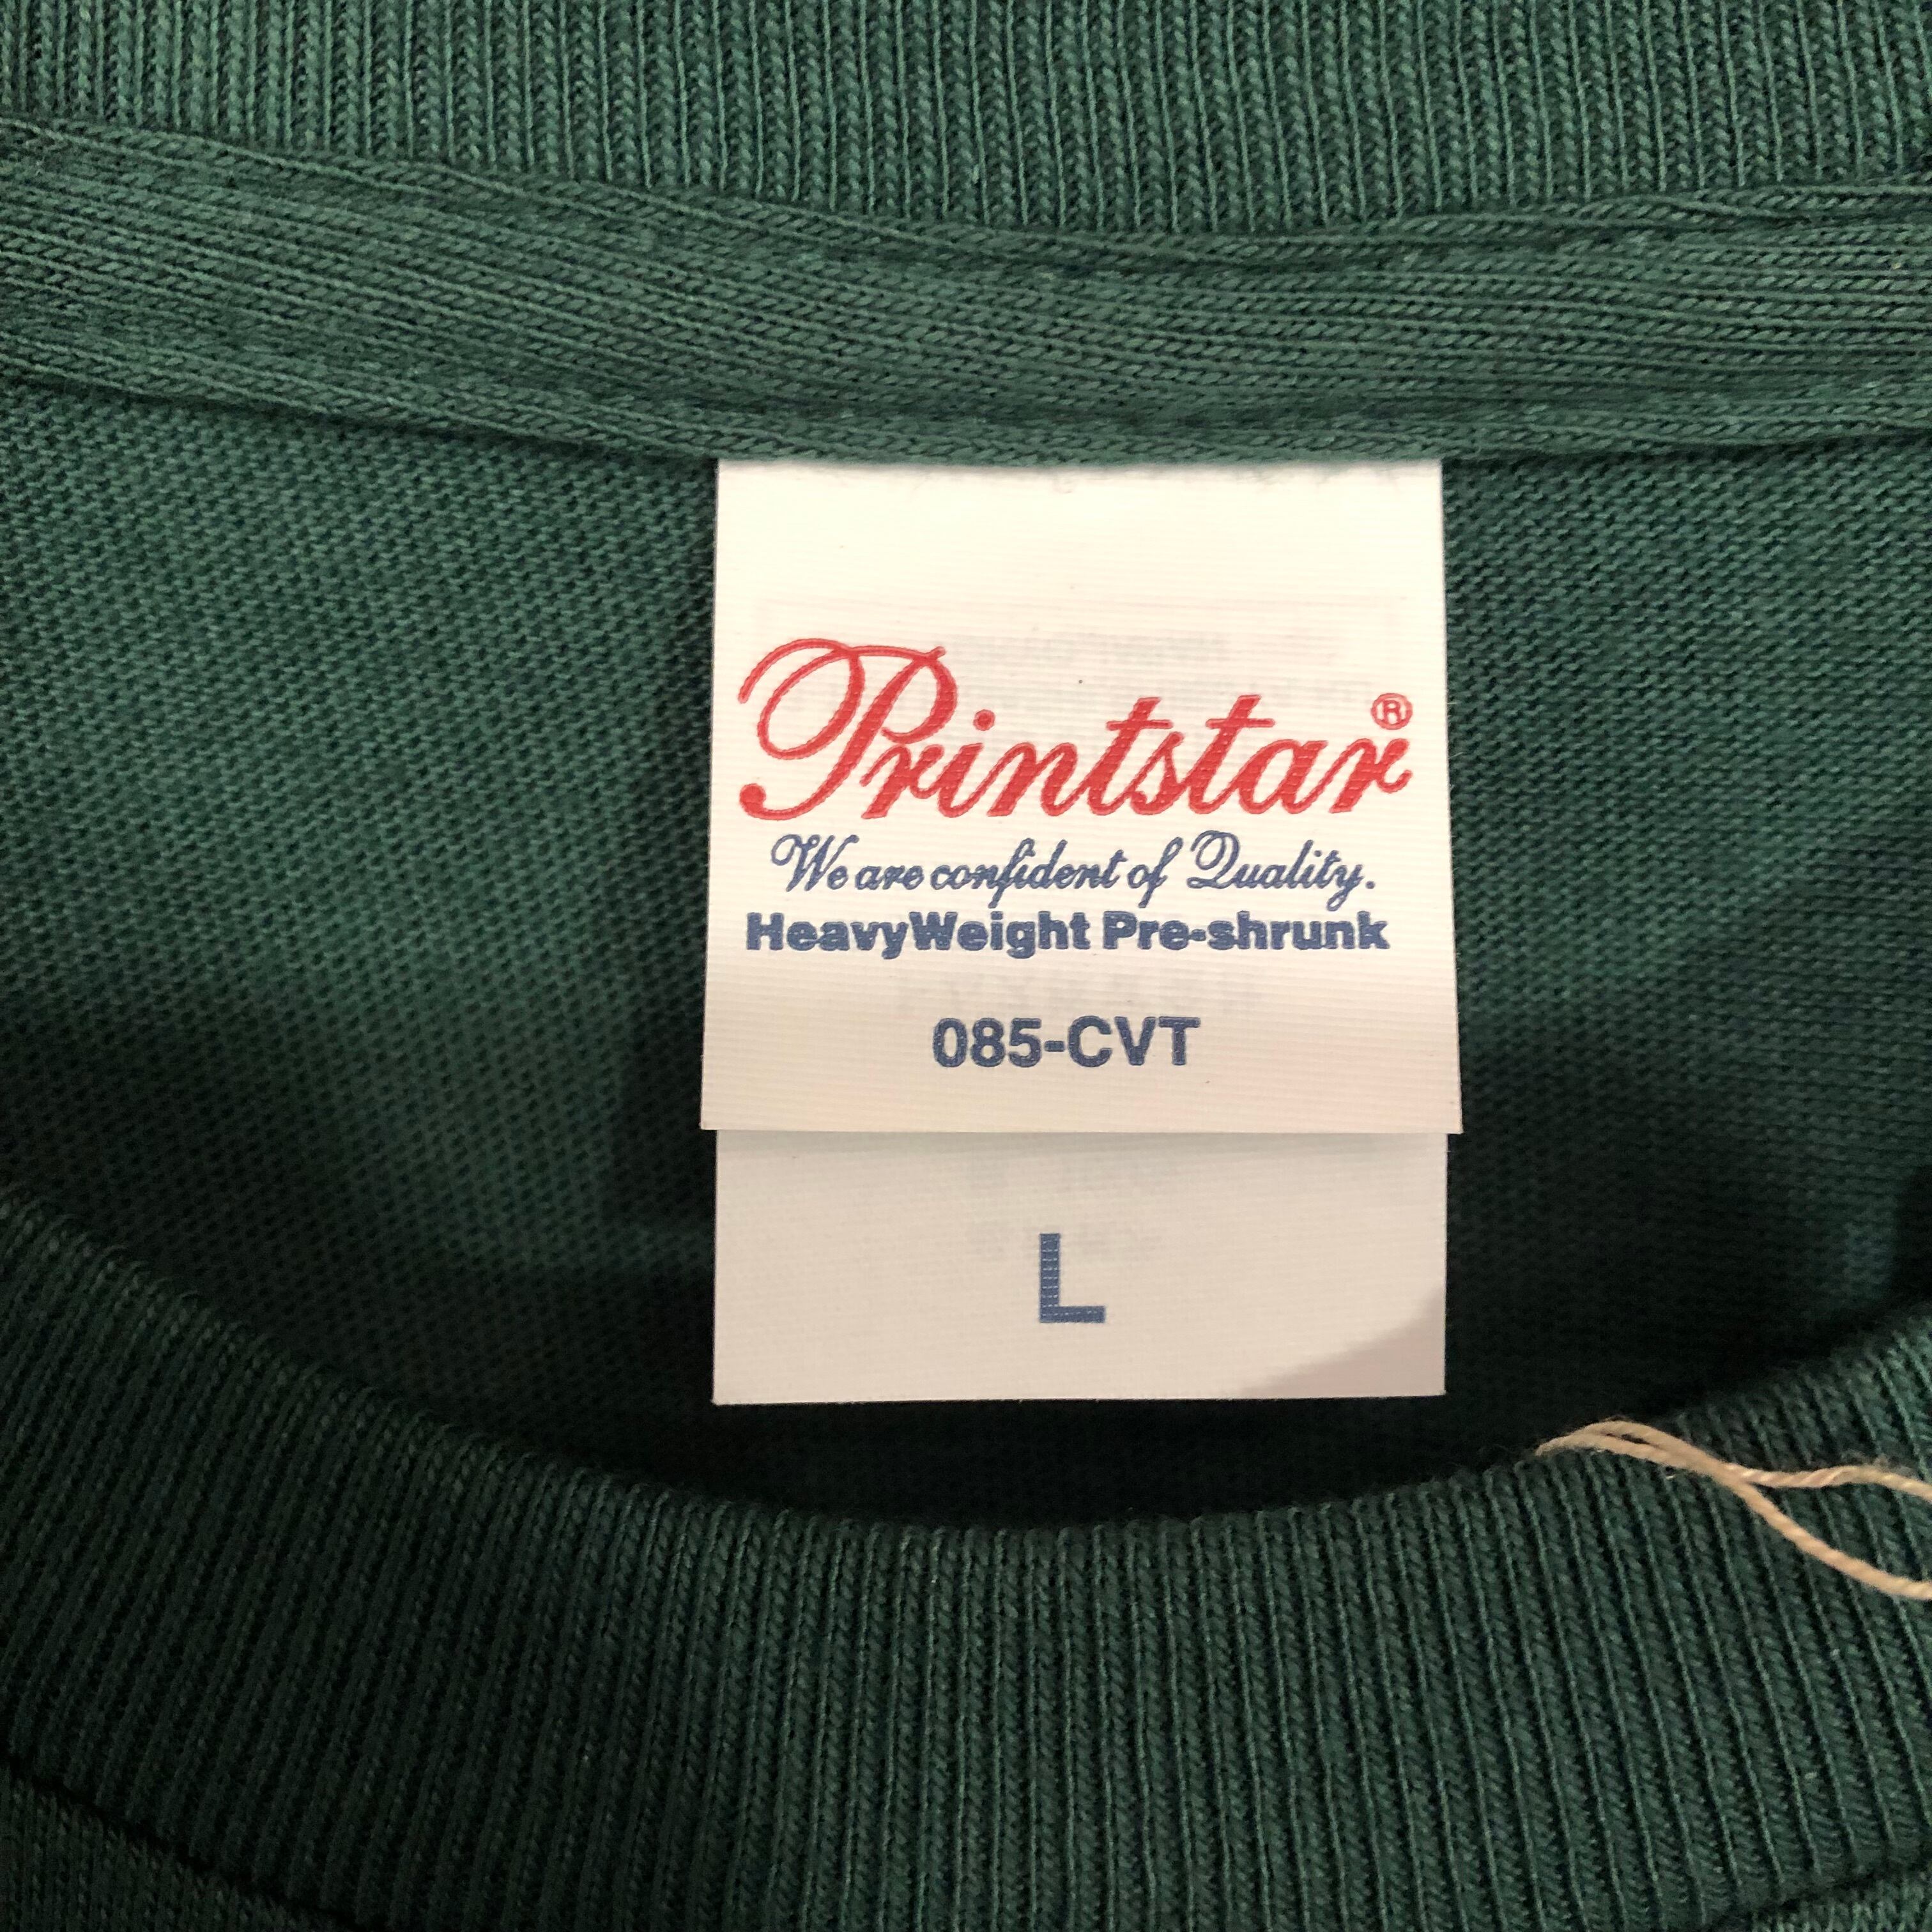 Printstar®
We are confident of Quality.
HeavyWeight Pre-shrunk
085-CVT
L